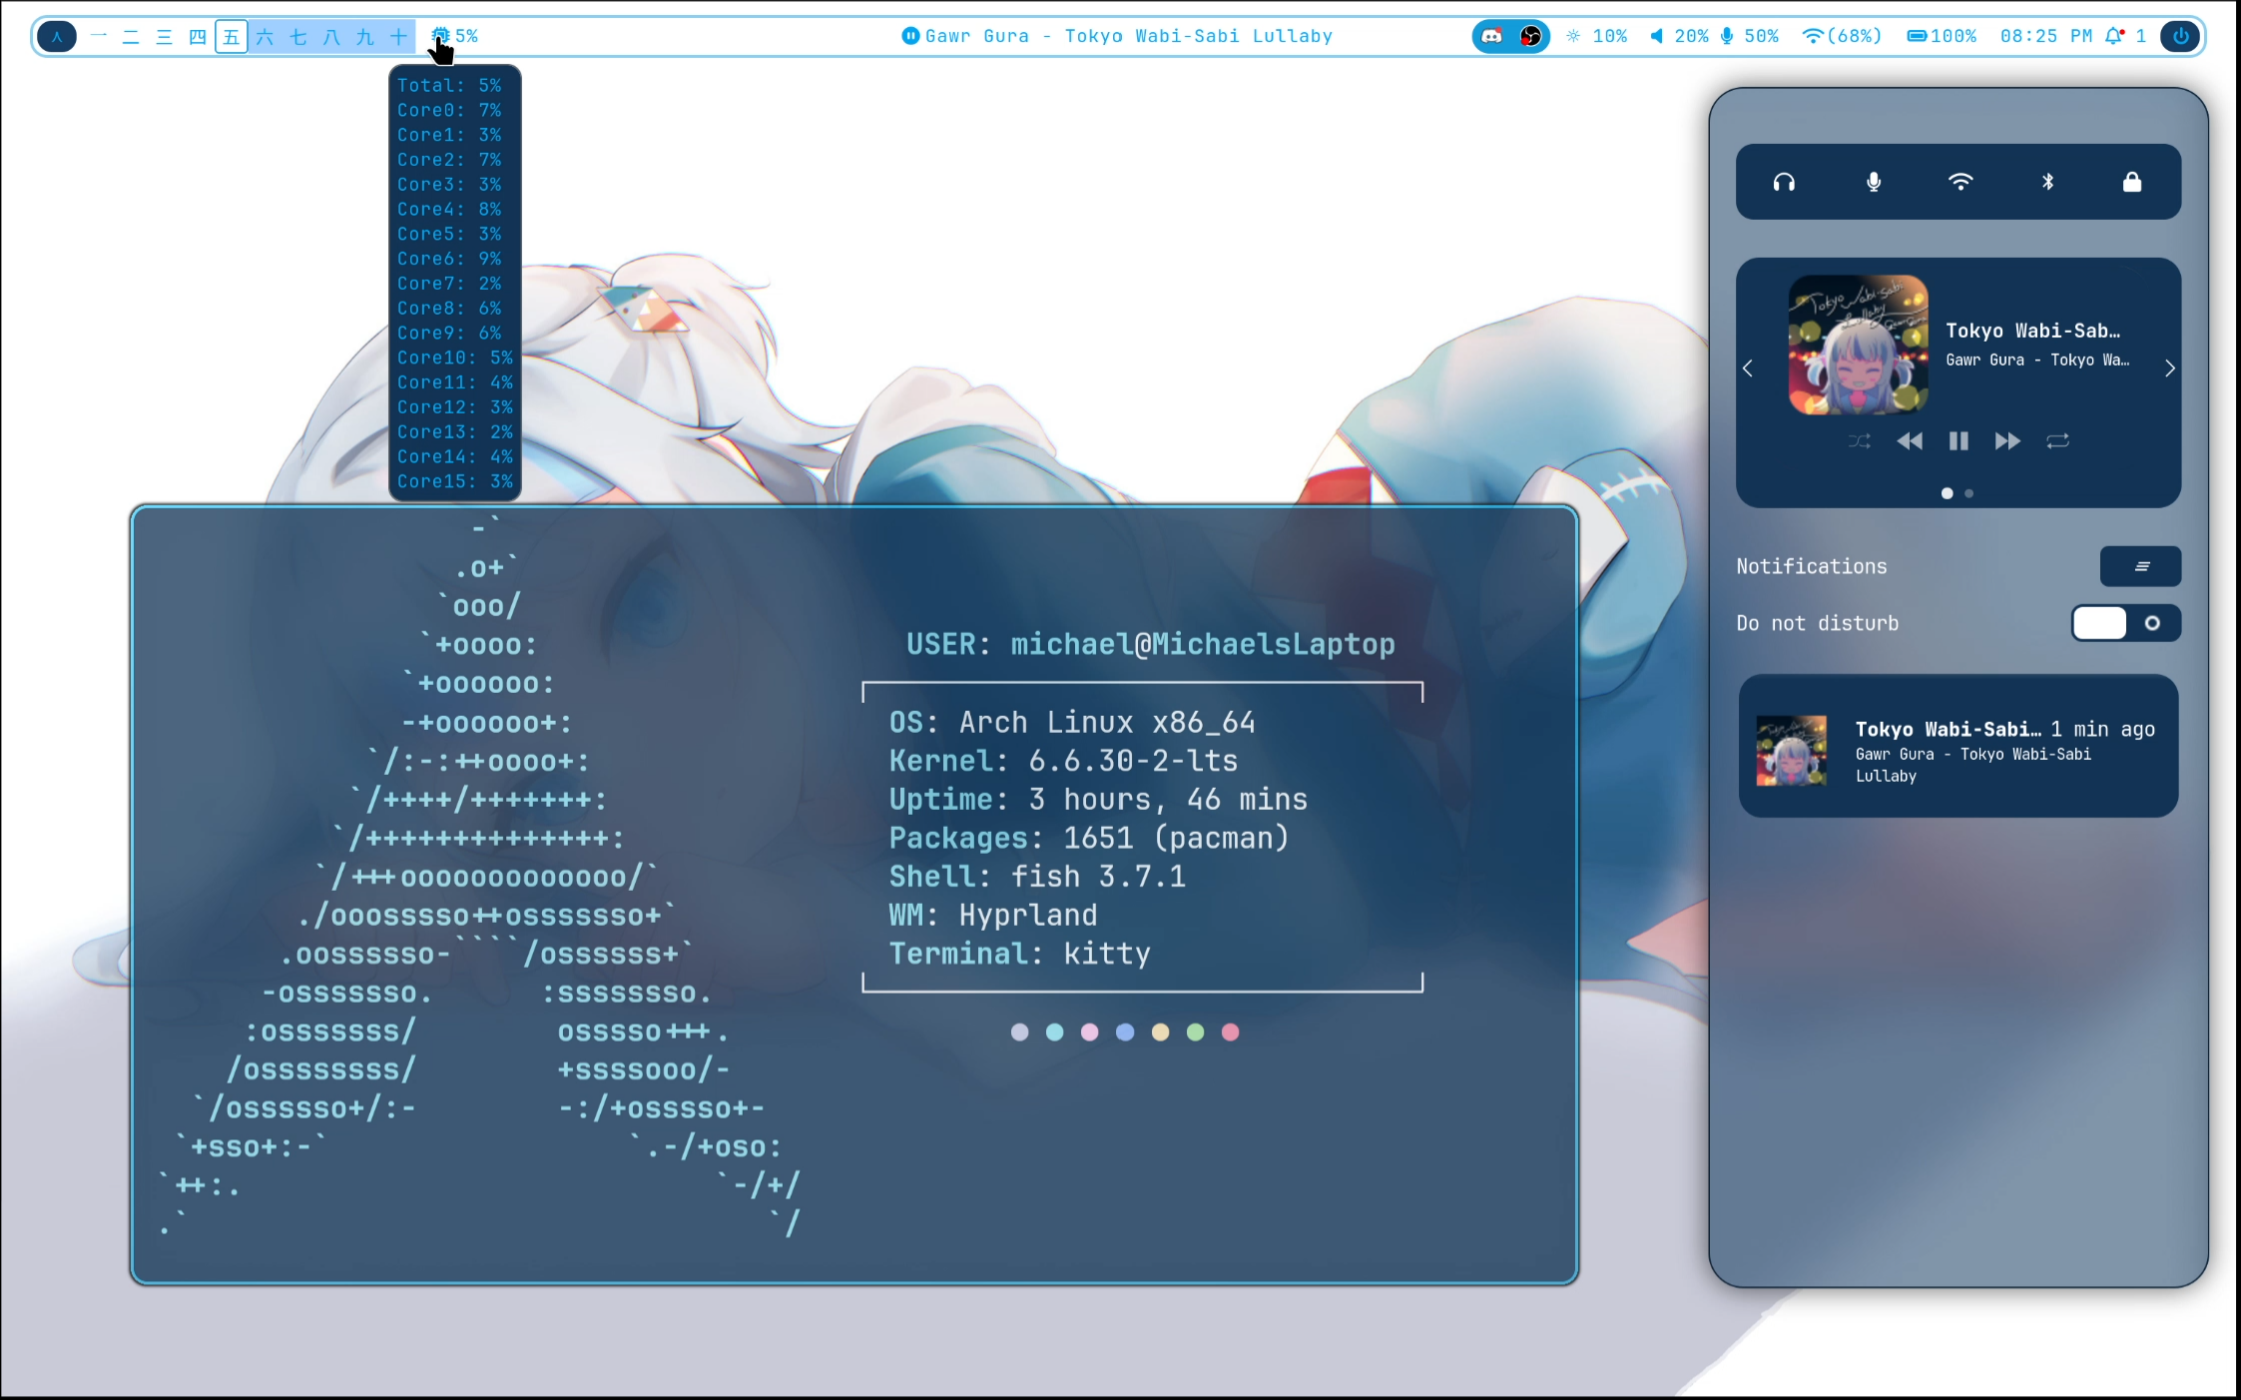 一 二 三 四 五 六 七 八 九 十 5%
Gawr Gura - Tokyo Wabi-Sabi Lullaby
10% 20% 50% (68%) 100% 08:25 PM 1
Total: 5%
Core0: 7%
Core1: 3%
Core2: 7%
Core3: 3%
Core4: 8%
Core5: 3%
Core6: 9%
Core7: 2%
Core8: 6%
Core9: 6%
Core10: 5%
Core11: 4%
Core12: 3%
Core13: 2%
Core14: 4%
Core15: 3%
-`
.o+`
`ooo/
`+oooo:
`+oooooo:
-+oooooo+:
`/:-:++oooo+:
`/++++/+++++++:
`/++++++++++++++:
`/+++ooooooooooooo/`
./ooosssso++osssssso+`
.oossssso-````/ossssss+`
-osssssso. :ssssssso.
:osssssss/ osssso+++.
/ossssssss/ +ssssooo/-
`/ossssso+/:- -:/+osssso+-
`+sso+:-` `.-/+oso:
`++:. `-/+/
.` `/
USER: michael@MichaelsLaptop
OS: Arch Linux x86_64
Kernel: 6.6.30-2-lts
Uptime: 3 hours, 46 mins
Packages: 1651 (pacman)
Shell: fish 3.7.1
WM: Hyprland
Terminal: kitty
Tokyo Wabi-sabi
Lullaby
Tokyo Wabi-Sab…
Gawr Gura - Tokyo Wa…
Notifications
Do not disturb
Tokyo Wabi-Sabi… 1 min ago
Gawr Gura - Tokyo Wabi-Sabi
Lullaby